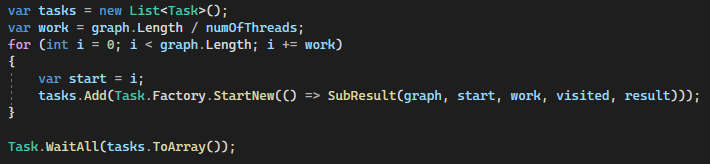 var tasks = new List<Task>();
var work = graph.Length / numOfThreads;
for (int i = 0; i < graph.Length; i += work)
{
    var start = i;
    tasks.Add(Task.Factory.StartNew(() => SubResult(graph, start, work, visited, result)));
}
Task.WaitAll(tasks.ToArray());